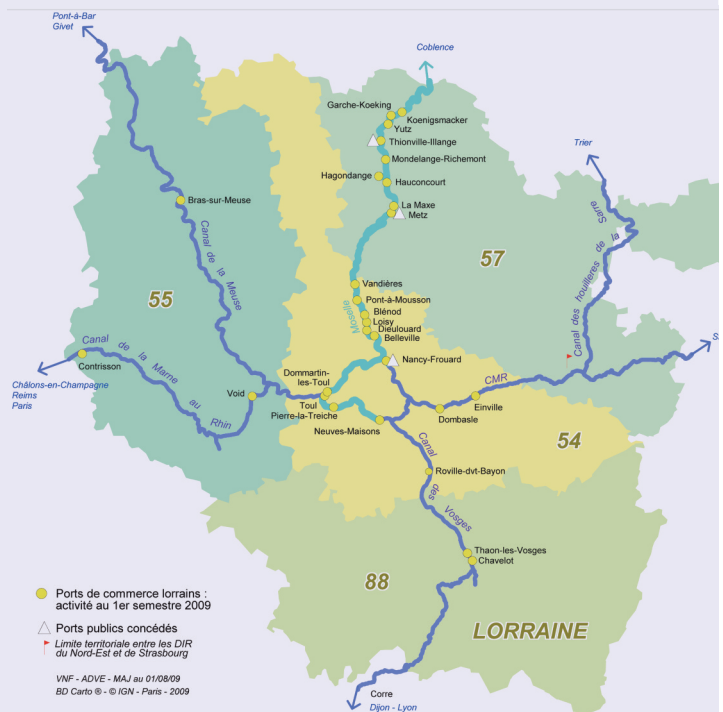 Pont-à-Bar
Givet
Coblence
Garche-Koeking
Koenigsmacker
Yutz
Thionville-Illange
Mondelange-Richemont
Hagondange
Hauconcourt
La Maxe
Metz
Trier
Sarre
Canal des houillères de la
Bras-sur-Meuse
Canal de la Meuse
57
55
Vandières
Pont-à-Mousson
Moselle
Blénod
Loisy
Dieulouard
Belleville
Nancy-Frouard
Canal de la Marne au Rhin
Contrisson
Châlons-en-Champagne
Reims
Paris
Void
Dommartin-
les-Toul
Toul
Pierre-la-Treiche
Neuves-Maisons
CMR
Einville
Dombasle
54
Canal des Vosges
Roville-dvt-Bayon
Thaon-les-Vosges
Chavelot
88
LORRAINE
Corre
Dijon - Lyon
Ports de commerce lorrains :
activité au 1er semestre 2009
Ports publics concédés
Limite territoriale entre les DIR
du Nord-Est et de Strasbourg
VNF - ADVE - MAJ au 01/08/09
BD Carto ® - © IGN - Paris - 2009